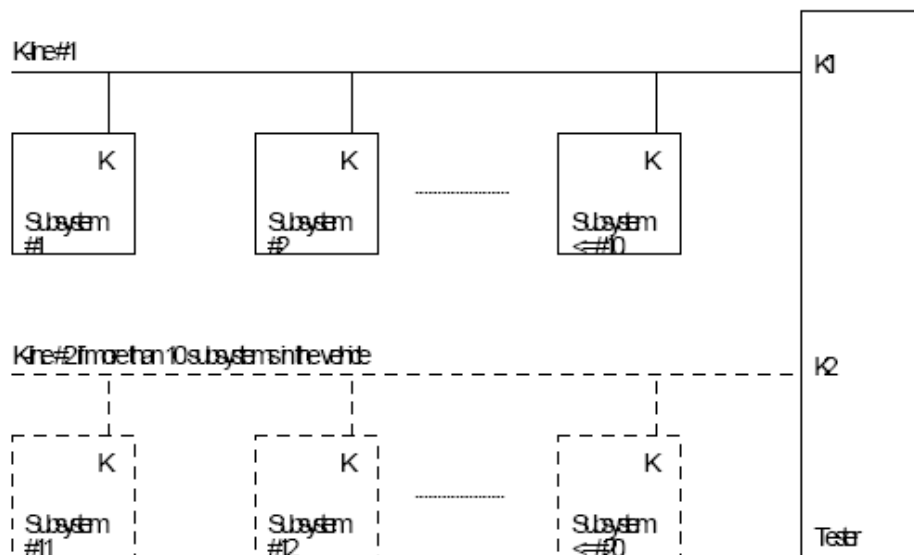 K-line #1
K1
K
K
K
Subsystem
#1
Subsystem
#2
Subsystem
<=#10
K-line #2 if more than 10 subsystems in the vehicle
K2
K
K
K
Subsystem
#11
Subsystem
#12
Subsystem
<=#20
Tester